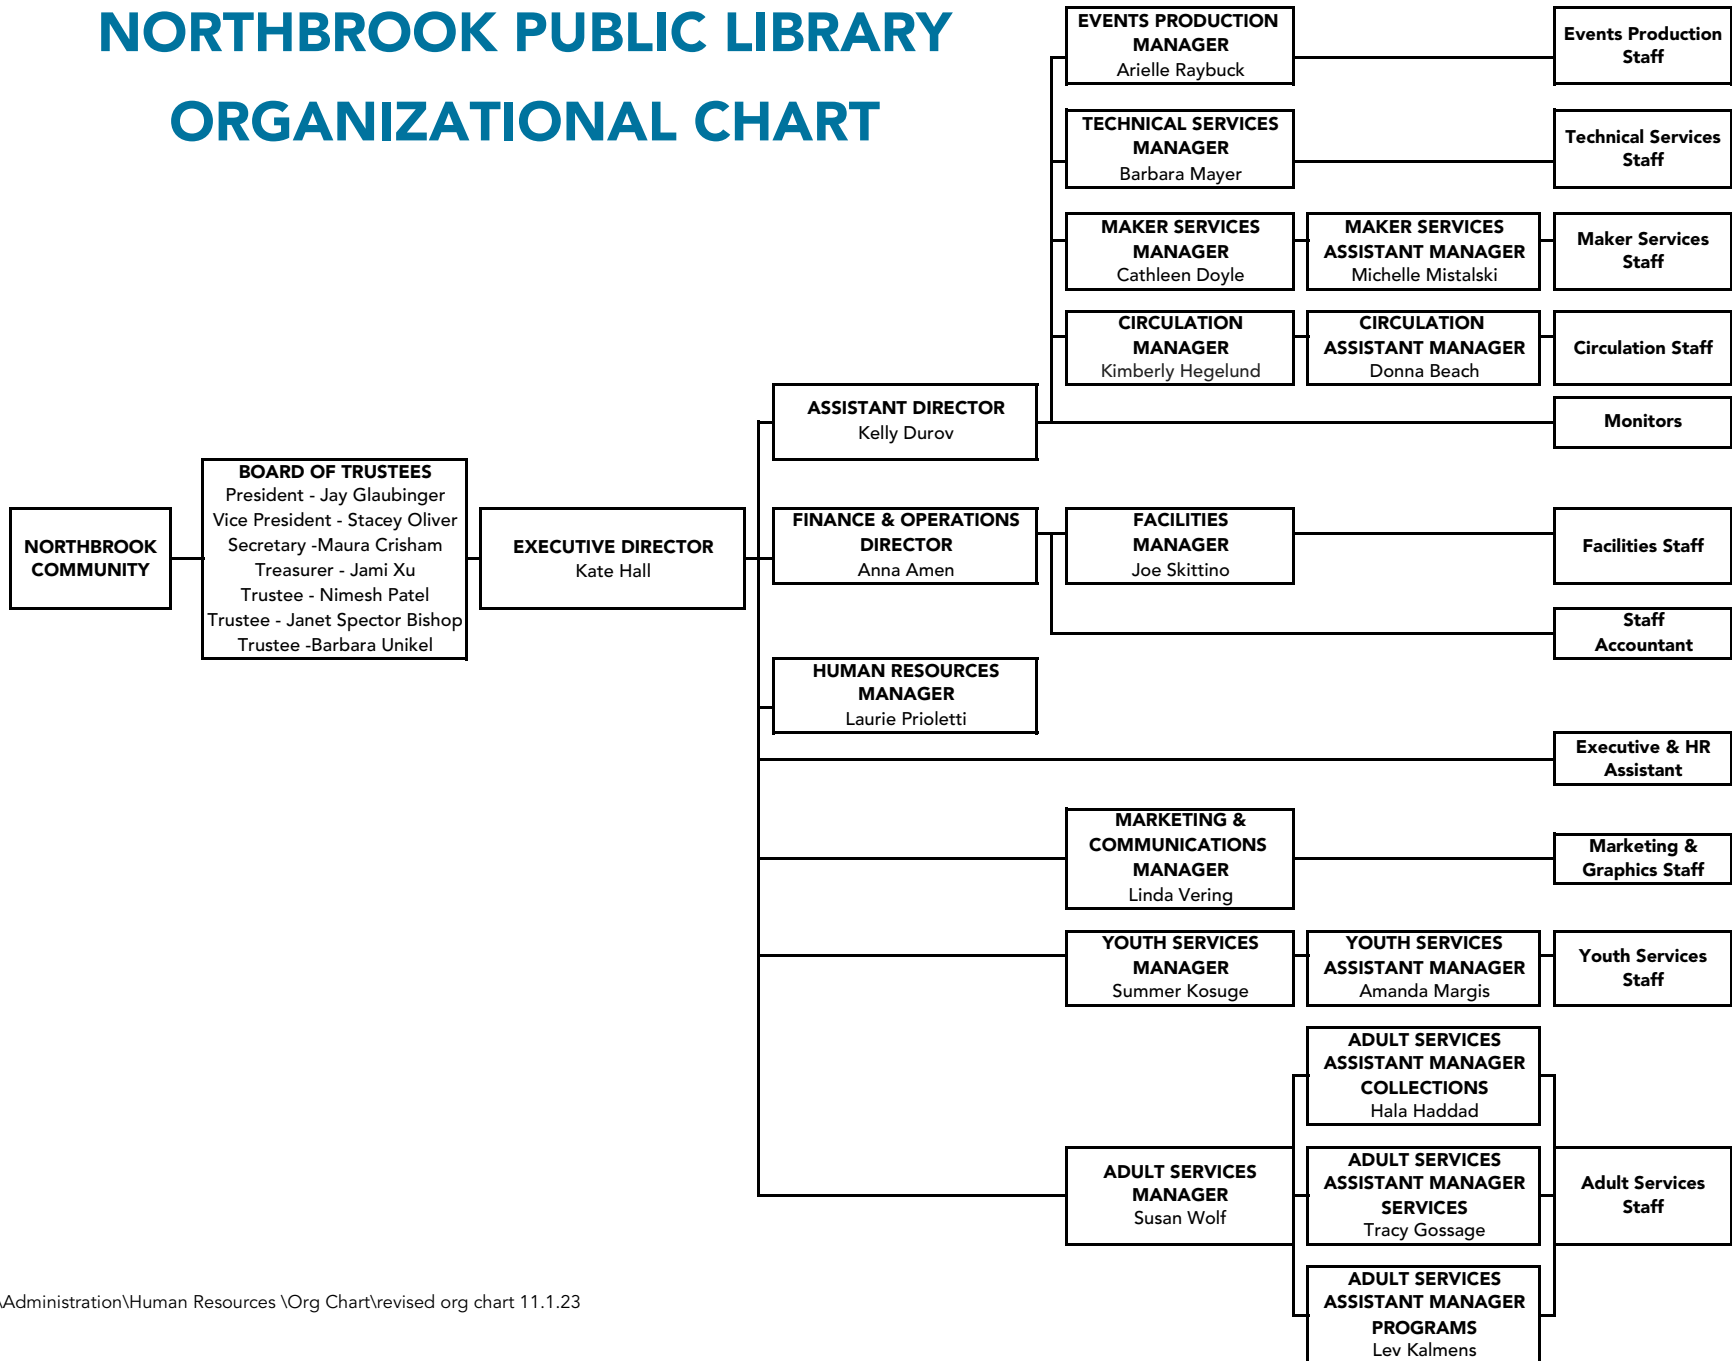 NORTHBROOK PUBLIC LIBRARY
ORGANIZATIONAL CHART
EVENTS PRODUCTION
MANAGER
Arielle Raybuck
Events Production
Staff
TECHNICAL SERVICES
MANAGER
Barbara Mayer
Technical Services
Staff
MAKER SERVICES
MANAGER
Cathleen Doyle
MAKER SERVICES
ASSISTANT MANAGER
Michelle Mistalski
Maker Services
Staff
CIRCULATION
MANAGER
Kimberly Hegelund
CIRCULATION
ASSISTANT MANAGER
Donna Beach
Circulation Staff
ASSISTANT DIRECTOR
Kelly Durov
Monitors
NORTHBROOK
COMMUNITY
BOARD OF TRUSTEES
President - Jay Glaubinger
Vice President - Stacey Oliver
Secretary -Maura Crisham
Treasurer - Jami Xu
Trustee - Nimesh Patel
Trustee - Janet Spector Bishop
Trustee -Barbara Unikel
EXECUTIVE DIRECTOR
Kate Hall
FINANCE & OPERATIONS
DIRECTOR
Anna Amen
FACILITIES
MANAGER
Joe Skittino
Facilities Staff
Staff
Accountant
HUMAN RESOURCES
MANAGER
Laurie Prioletti
Executive & HR
Assistant
MARKETING &
COMMUNICATIONS
MANAGER
Linda Vering
Marketing &
Graphics Staff
YOUTH SERVICES
MANAGER
Summer Kosuge
YOUTH SERVICES
ASSISTANT MANAGER
Amanda Margis
Youth Services
Staff
ADULT SERVICES
ASSISTANT MANAGER
COLLECTIONS
Hala Haddad
ADULT SERVICES
MANAGER
Susan Wolf
ADULT SERVICES
ASSISTANT MANAGER
SERVICES
Tracy Gossage
Adult Services
Staff
ADULT SERVICES
ASSISTANT MANAGER
PROGRAMS
Lev Kalmens
\Administration\Human Resources \Org Chart\revised org chart 11.1.23